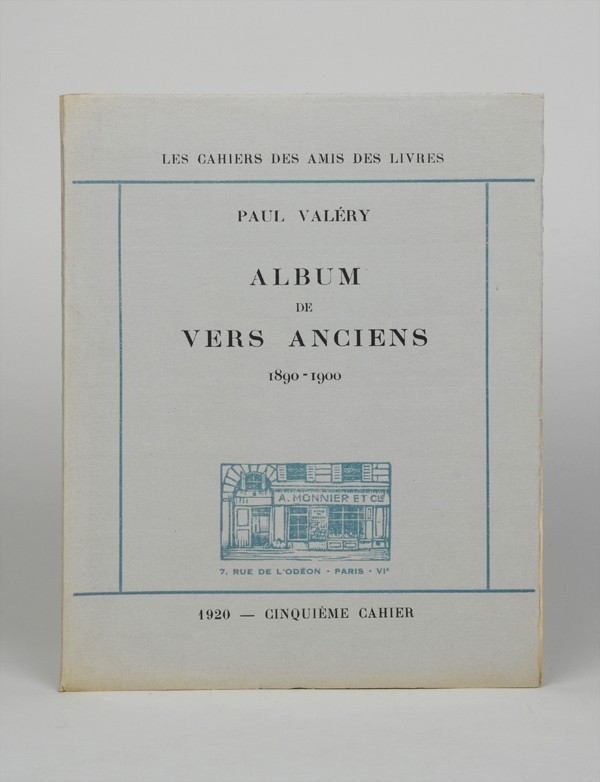 LES CAHIERS DES AMIS DES LIVRES
PAUL VALÉRY
ALBUM
DE
VERS ANCIENS
1890-1900
A. MONNIER ET Cie
7, RUE DE L'ODÉON · PARIS · VIe
1920 — CINQUIÈME CAHIER